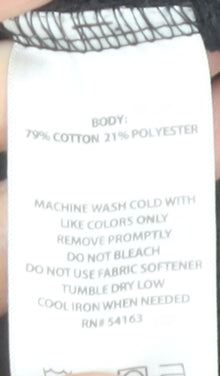 BODY:
79% COTTON 21% POLYESTER
MACHINE WASH COLD WITH
LIKE COLORS ONLY
REMOVE PROMPTLY
DO NOT BLEACH
DO NOT USE FABRIC SOFTENER
TUMBLE DRY LOW
COOL IRON WHEN NEEDED
RN# 54163